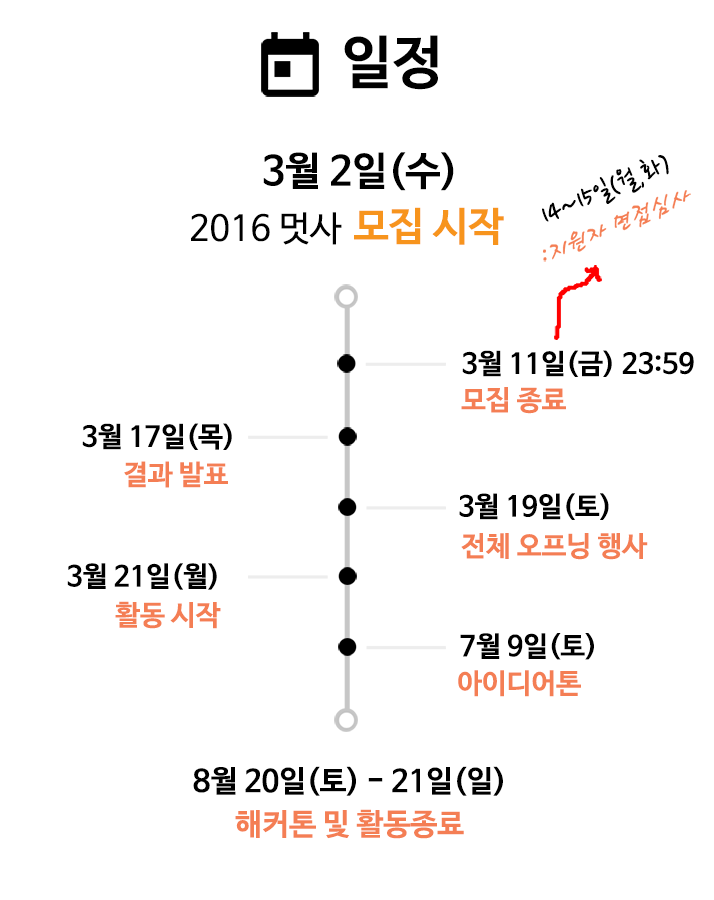 일정
3월 2일(수)
2016 멋사 모집 시작
14~15일(월,화)
:지원자 면접심사
3월 11일(금) 23:59
모집 종료
3월 17일(목)
결과 발표
3월 19일(토)
전체 오프닝 행사
3월 21일(월)
활동 시작
7월 9일(토)
아이디어톤
8월 20일(토) - 21일(일)
해커톤 및 활동종료